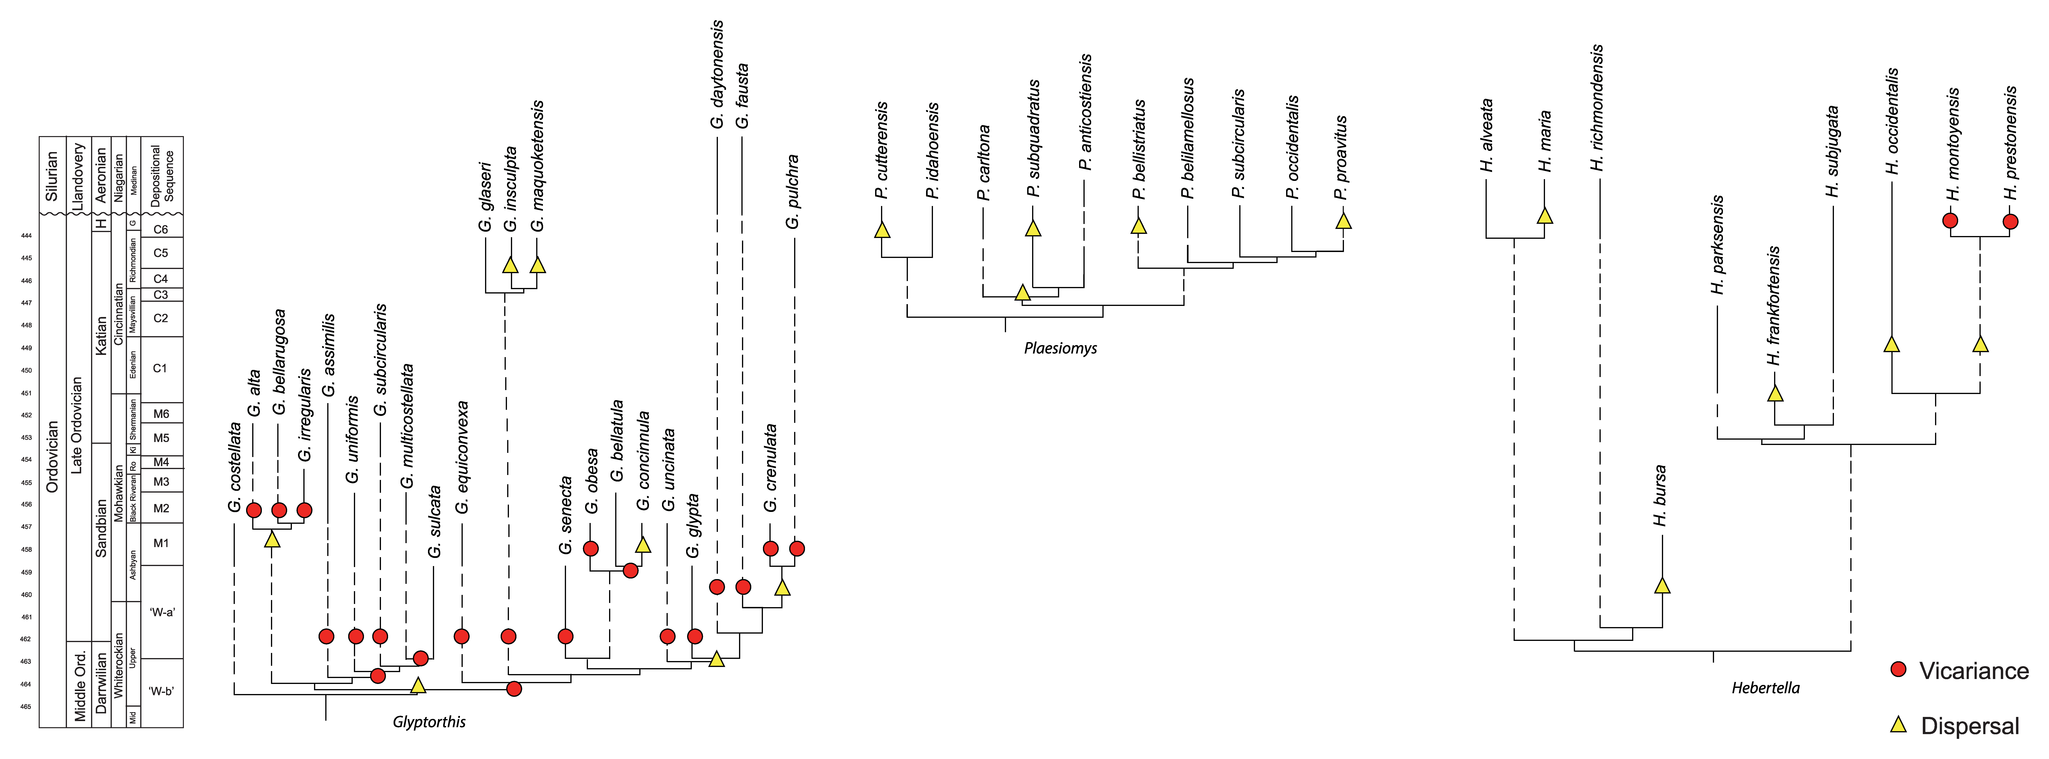 Silurian
Llandovery
Aeronian
Niagarian
Medinan
Depositional
Sequence
Ordovician
Late Ordovician
Middle Ord.
H
Katian
Sandbian
Darrwilian
Cincinnatian
Mohawkian
Whiterockian
G
Richmondian
Maysvillian
Edenian
Shermanian
Ki
Ro
Black Riveran
Ashbyan
Upper
Mid
C6
C5
C4
C3
C2
C1
M6
M5
M4
M3
M2
M1
'W-a'
'W-b'
444
445
446
447
448
449
450
451
452
453
454
455
456
457
458
459
460
461
462
463
464
465
G. costellata
G. alta
G. bellarugosa
G. irregularis
G. assimilis
G. uniformis
G. subcircularis
G. multicostellata
G. sulcata
G. equiconvexa
G. glaseri
G. insculpta
G. maquoketensis
G. senecta
G. obesa
G. bellatula
G. concinnula
G. uncinata
G. glypta
G. daytonensis
G. fausta
G. crenulata
G. pulchra
Glyptorthis
P. cutterensis
P. idahoensis
P. carltona
P. subquadratus
P. anticostiensis
P. bellistriatus
P. belilamellosus
P. subcircularis
P. occidentalis
P. proavitus
Plaesiomys
H. alveata
H. maria
H. richmondensis
H. bursa
H. parksensis
H. frankfortensis
H. subjugata
H. occidentalis
H. montoyensis
H. prestonensis
Hebertella
Vicariance
Dispersal